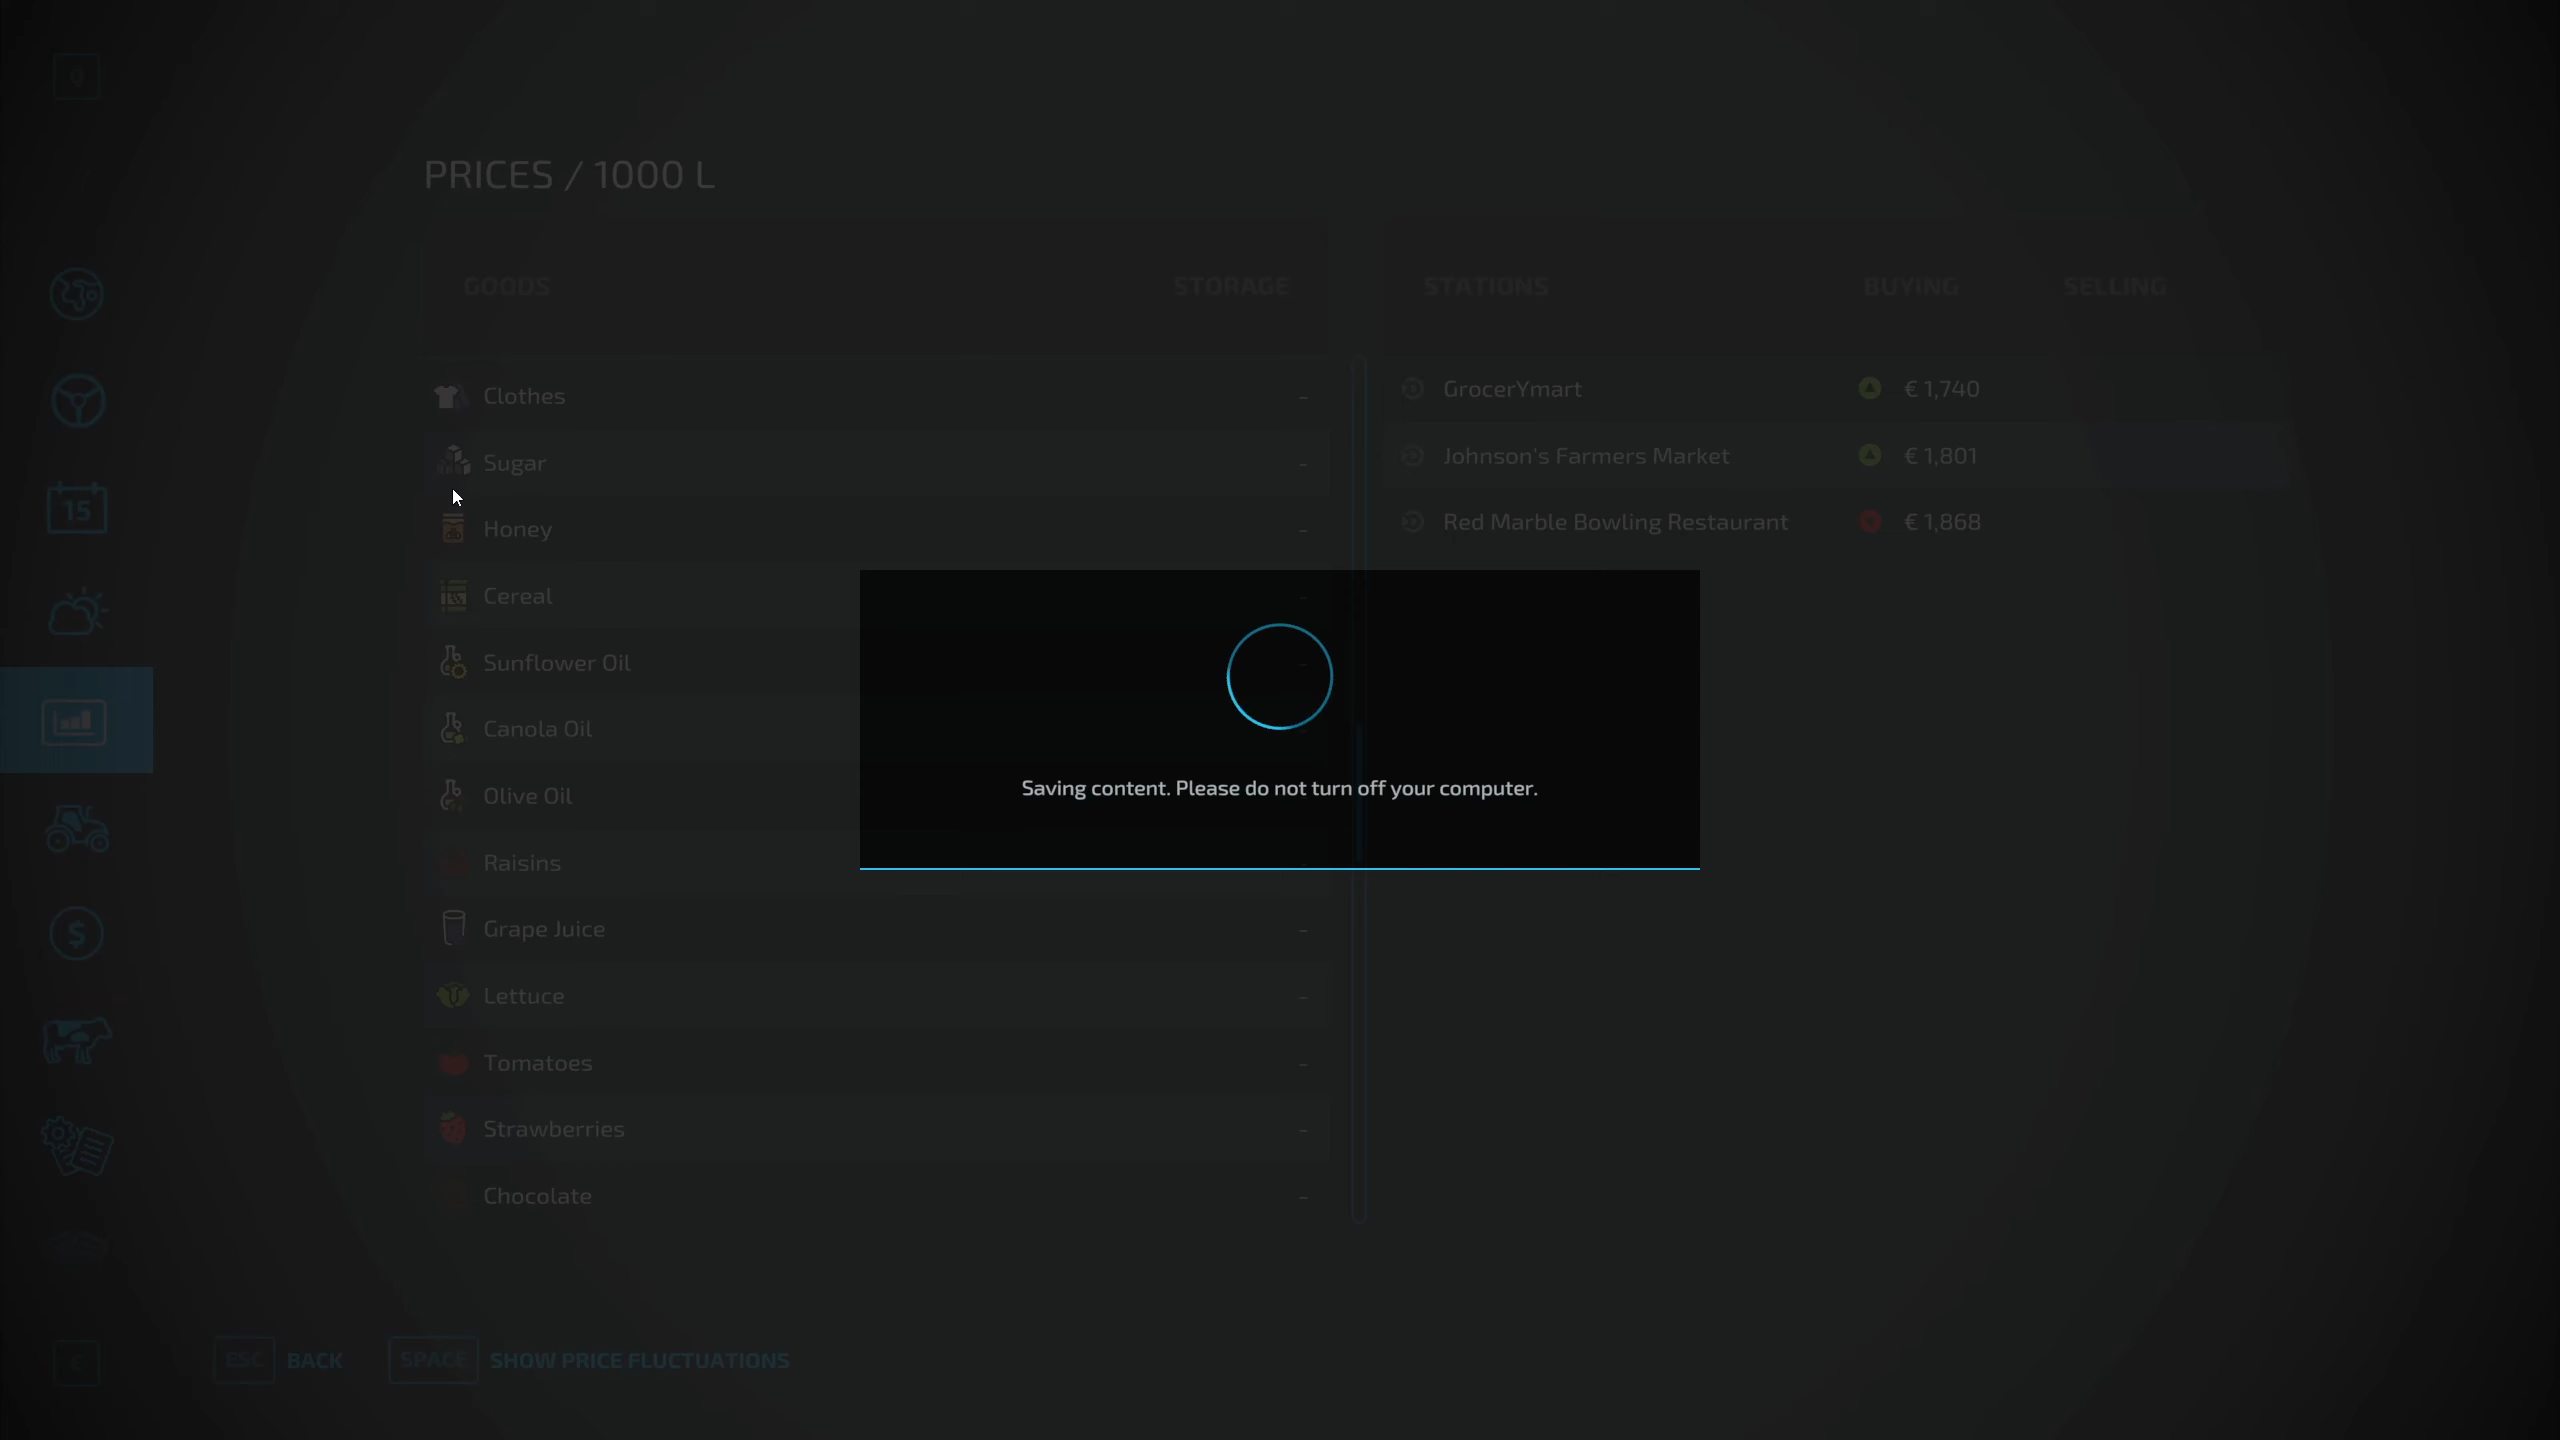 Q
PRICES / 1000 L
GOODS STORAGE STATIONS BUYING SELLING
Clothes - GrocerYmart € 1,740
Sugar - Johnson's Farmers Market € 1,801
Honey - Red Marble Bowling Restaurant € 1,868
15
Cereal -
Sunflower Oil -
Canola Oil
Olive Oil
Saving content. Please do not turn off your computer.
Raisins
Grape Juice -
Lettuce -
Tomatoes -
Strawberries -
Chocolate -
ESC BACK SPACE SHOW PRICE FLUCTUATIONS